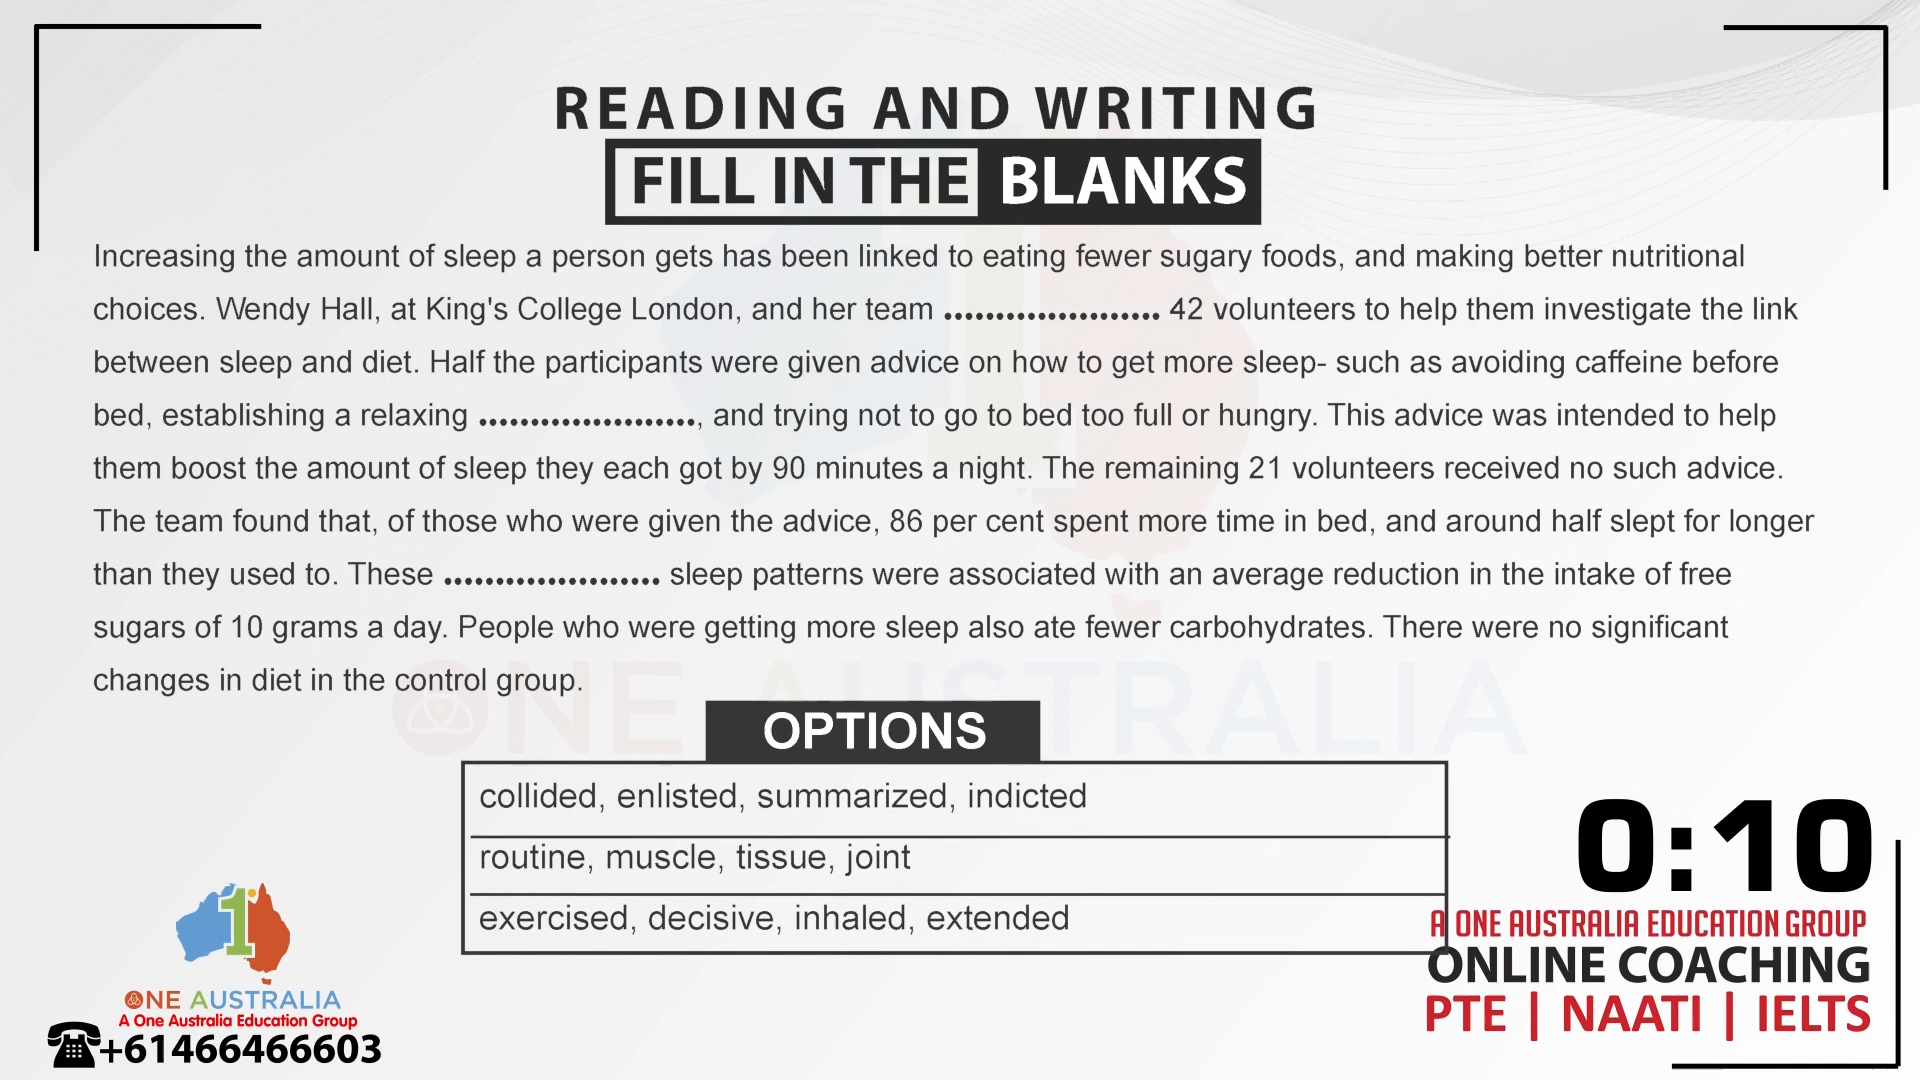 READING AND WRITING
FILL IN THE BLANKS
Increasing the amount of sleep a person gets has been linked to eating fewer sugary foods, and making better nutritional
choices. Wendy Hall, at King's College London, and her team ..................... 42 volunteers to help them investigate the link
between sleep and diet. Half the participants were given advice on how to get more sleep- such as avoiding caffeine before
bed, establishing a relaxing ....................., and trying not to go to bed too full or hungry. This advice was intended to help
them boost the amount of sleep they each got by 90 minutes a night. The remaining 21 volunteers received no such advice.
The team found that, of those who were given the advice, 86 per cent spent more time in bed, and around half slept for longer
than they used to. These ..................... sleep patterns were associated with an average reduction in the intake of free
sugars of 10 grams a day. People who were getting more sleep also ate fewer carbohydrates. There were no significant
changes in diet in the control group.
ONE AUSTRALIA
OPTIONS
collided, enlisted, summarized, indicted
routine, muscle, tissue, joint
exercised, decisive, inhaled, extended
0:10
A ONE AUSTRALIA EDUCATION GROUP
ONLINE COACHING
PTE | NAATI | IELTS
1
ONE AUSTRALIA
A One Australia Education Group
+61466466603